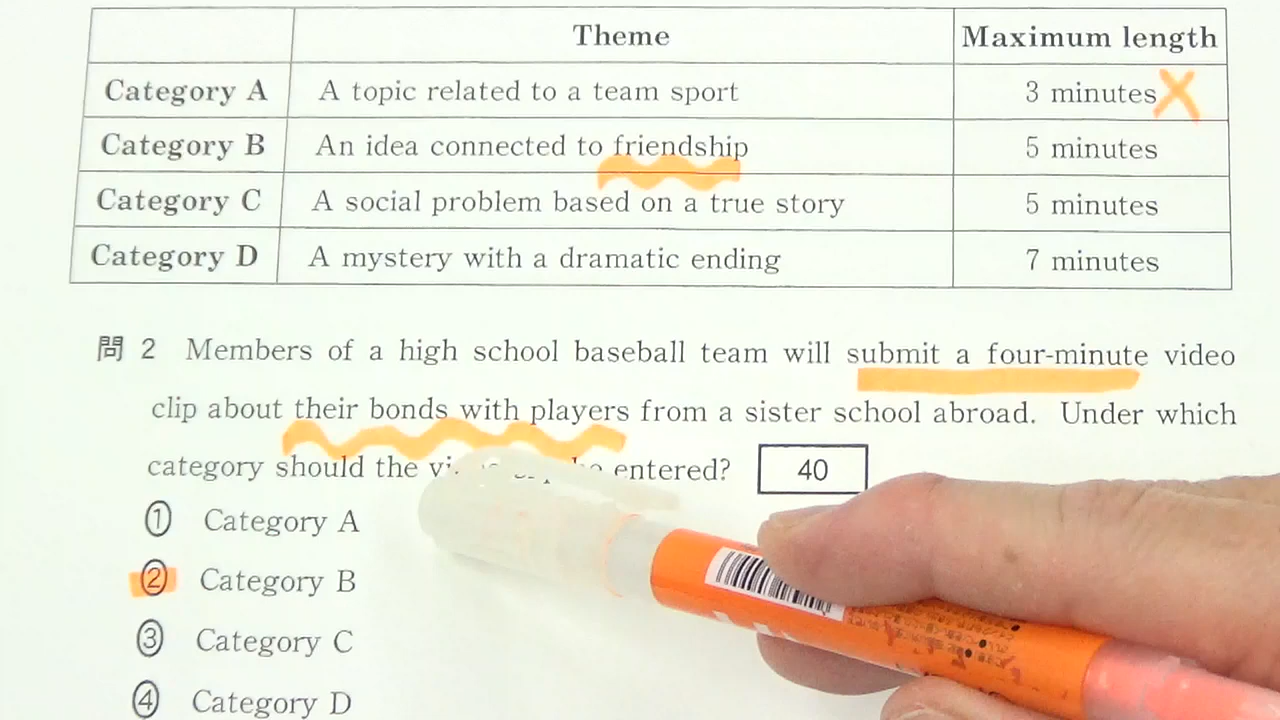 Theme Maximum length
Category A A topic related to a team sport 3 minutes
Category B An idea connected to friendship 5 minutes
Category C A social problem based on a true story 5 minutes
Category D A mystery with a dramatic ending 7 minutes
問 2 Members of a high school baseball team will submit a four-minute video
clip about their bonds with players from a sister school abroad. Under which
category should the entered? 40
① Category A
② Category B
③ Category C
④ Category D